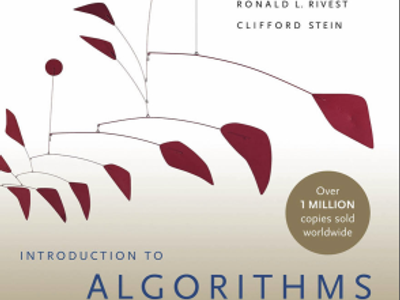 RONALD L. RIVEST
CLIFFORD STEIN
Over
1 MILLION
copies sold
worldwide
INTRODUCTION TO
ALGORITHMS